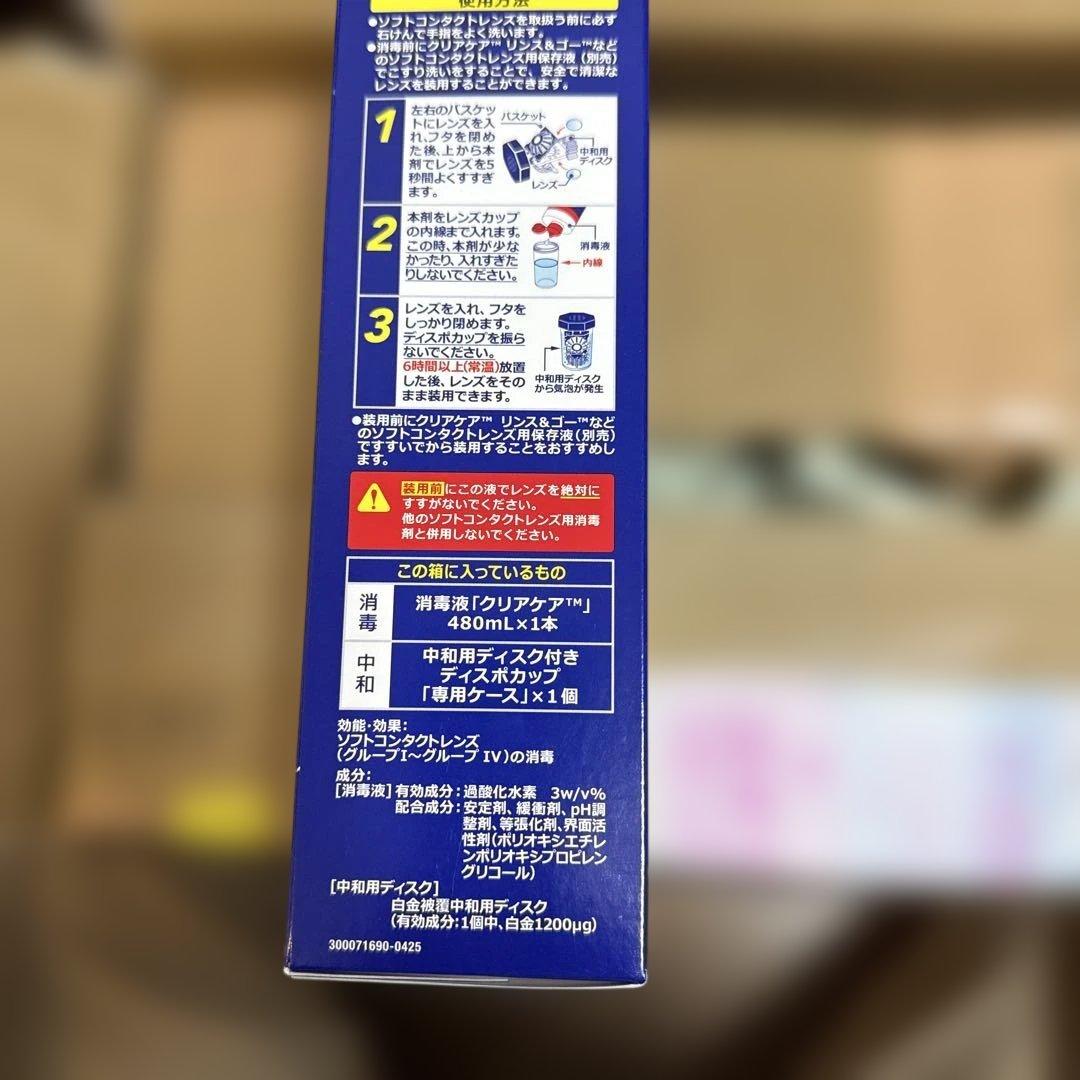 使用方法
●ソフトコンタクトレンズを取扱う前に必ず
石けんで手指をよく洗います。
●消毒前にクリアケア™ リンス&ゴー™など
のソフトコンタクトレンズ用保存液(別売)
でこすり洗いをすることで、安全で清潔な
レンズを装用することができます。
1
左右のバスケッ
トにレンズを入
れ、フタを閉め
た後、上から本
剤でレンズを5
秒間よくすすぎ
ます。
バスケット
中和用
ディスク
レンズ
2
本剤をレンズカップ
の内線まで入れます。
この時、本剤が少な
かったり、入れすぎた
りしないでください。
消毒液
内線
3
レンズを入れ、フタを
しっかり閉めます。
ディスポカップを振ら
ないでください。
6時間以上(常温)放置
した後、レンズをその
まま装用できます。
中和用ディスク
から気泡が発生
●装用前にクリアケア™ リンス&ゴー™など
のソフトコンタクトレンズ用保存液(別売)
ですすいでから装用することをおすすめし
ます。
装用前にこの液でレンズを絶対に
すすがないでください。
他のソフトコンタクトレンズ用消毒
剤と併用しないでください。
この箱に入っているもの
消毒
消毒液「クリアケア™」
480mL×1本
中和
中和用ディスク付き
ディスポカップ
「専用ケース」×1個
効能・効果:
ソフトコンタクトレンズ
(グループI〜グループ IV)の消毒
成分:
[消毒液] 有効成分:過酸化水素 3w/v%
配合成分:安定剤、緩衝剤、pH調
整剤、等張化剤、界面活
性剤(ポリオキシエチレ
ンポリオキシプロピレン
グリコール)
[中和用ディスク]
白金被覆中和用ディスク
(有効成分:1個中、白金1200μg)
300071690-0425